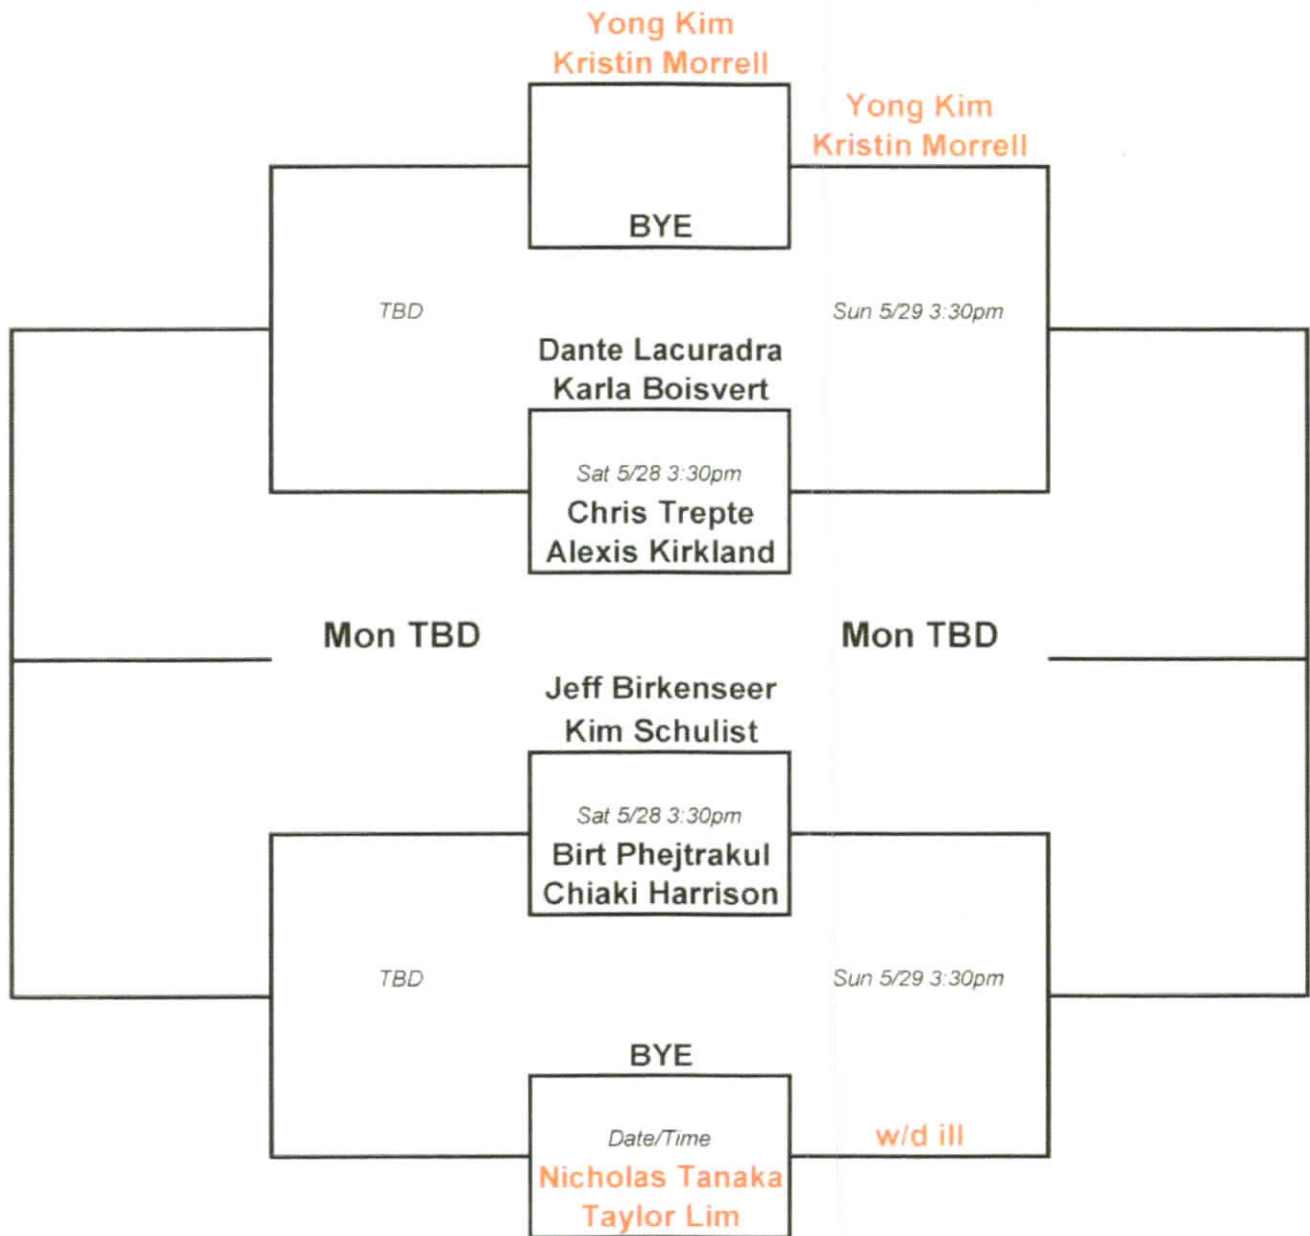 Yong Kim
Kristin Morrell
Yong Kim
Kristin Morrell
BYE
TBD
Sun 5/29 3:30pm
Dante Lacuradra
Karla Boisvert
Sat 5/28 3:30pm
Chris Trepte
Alexis Kirkland
Mon TBD
Mon TBD
Jeff Birkenseer
Kim Schulist
Sat 5/28 3:30pm
Birt Phejtrakul
Chiaki Harrison
TBD
Sun 5/29 3:30pm
BYE
Date/Time
w/d ill
Nicholas Tanaka
Taylor Lim